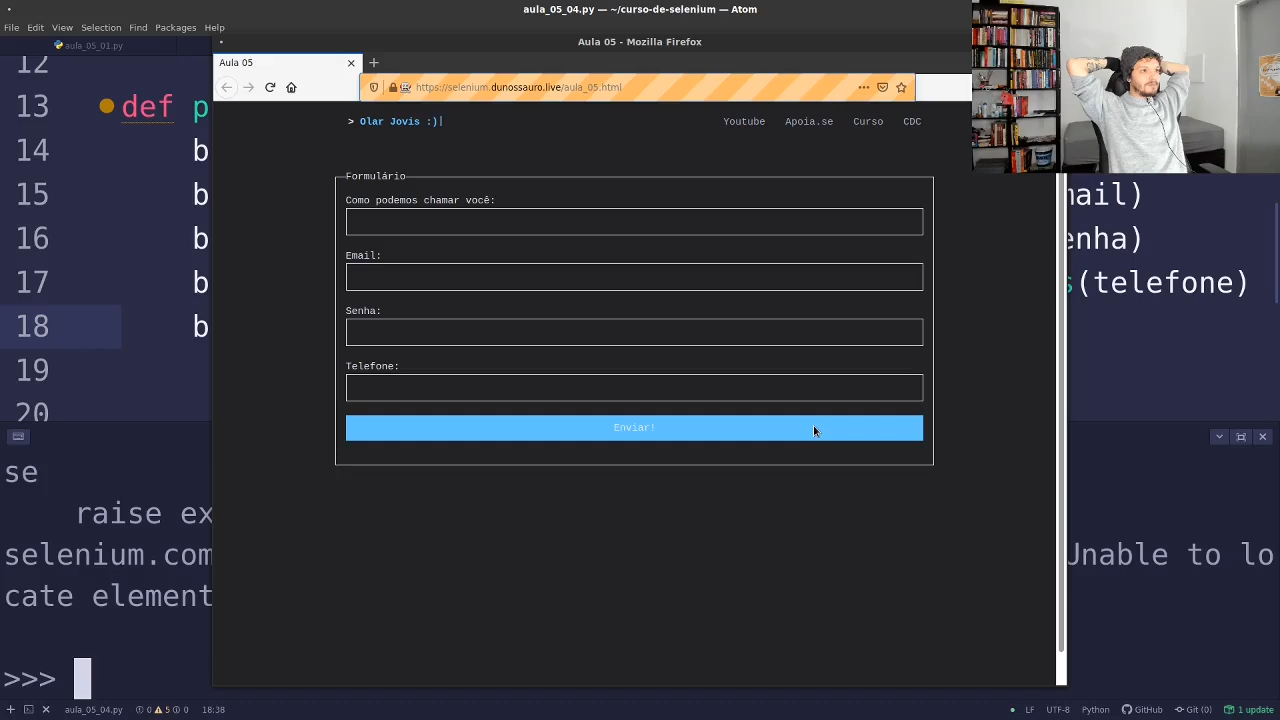 aula_05_04.py — ~/curso-de-selenium — Atom
File Edit View Selection Find Packages
aula_05_01.py
Aula 05 - Mozilla Firefox
Aula 05
https://selenium.dunossauro.live/aula_05.html
> Olar Jovis :)|
Youtube Apoia.se Curso CDC
Formulário
Como podemos chamar você:
Email:
Senha:
Telefone:
Enviar!
12
13 def p
14 b
15 b mail)
16 b enha)
17 b s(telefone)
18 b
19
20
se
raise ex
selenium.com Unable to lo
cate element
>>>
aula_05_04.py 0 5 0 18:38 LF UTF-8 Python GitHub Git (0) 1 update